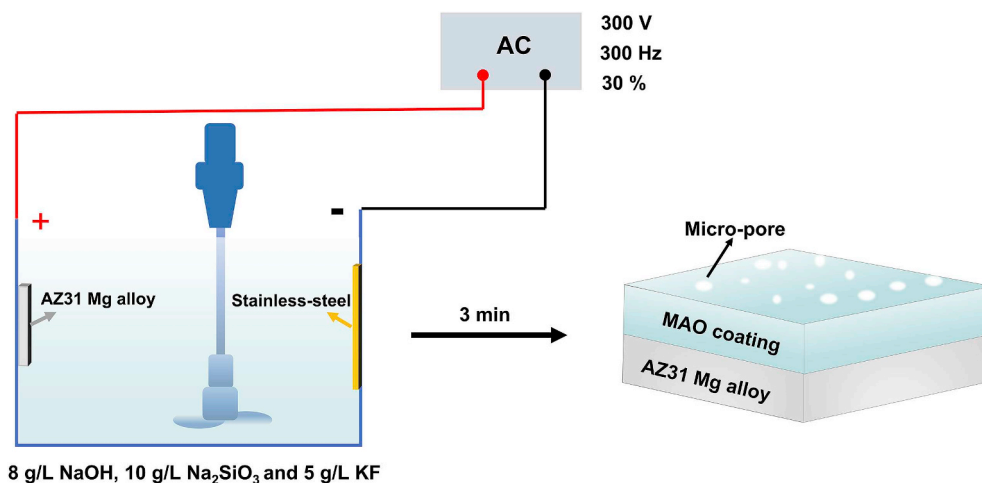 AC
300 V
300 Hz
30 %
+
-
AZ31 Mg alloy
Stainless-steel
3 min
Micro-pore
MAO coating
AZ31 Mg alloy
8 g/L NaOH, 10 g/L Na₂SiO₃ and 5 g/L KF